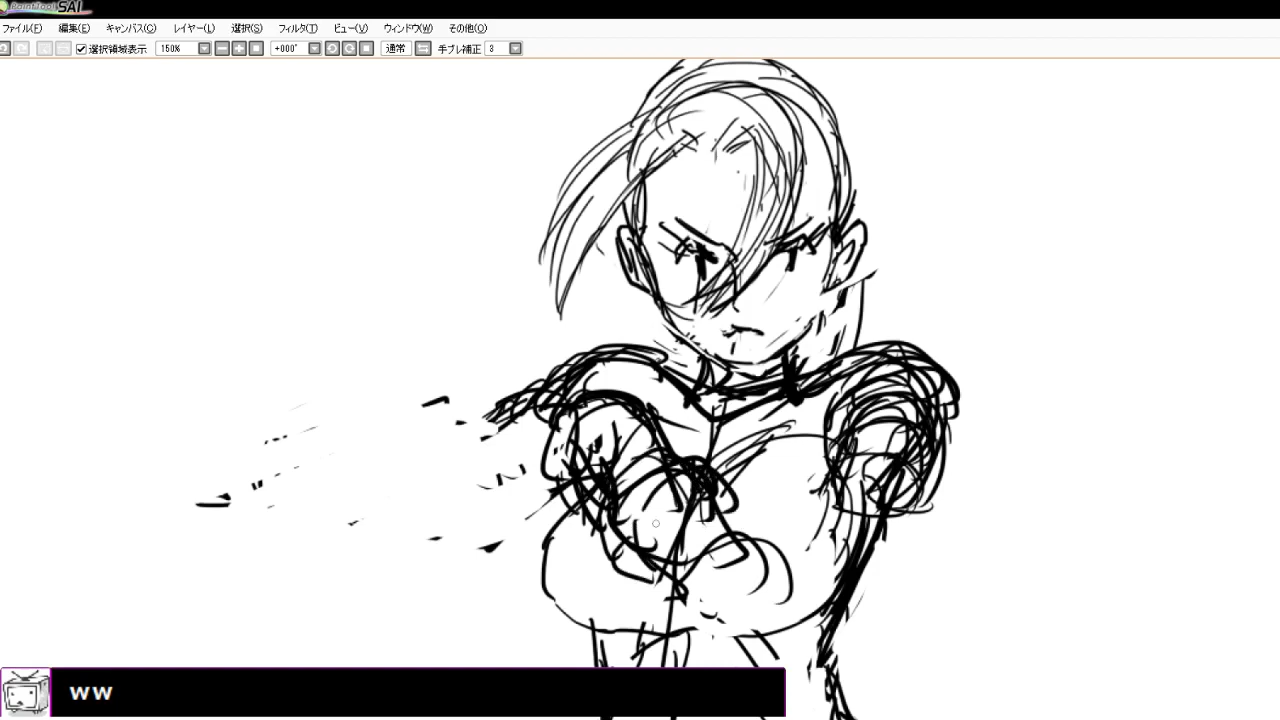 PaintTool SAI
ファイル(F) 編集(E) キャンバス(C) レイヤー(L) 選択(S) フィルタ(T) ビュー(V) ウィンドウ(W) その他(O)
選択領域表示 150% +000° 通常 手ブレ補正 3
ww